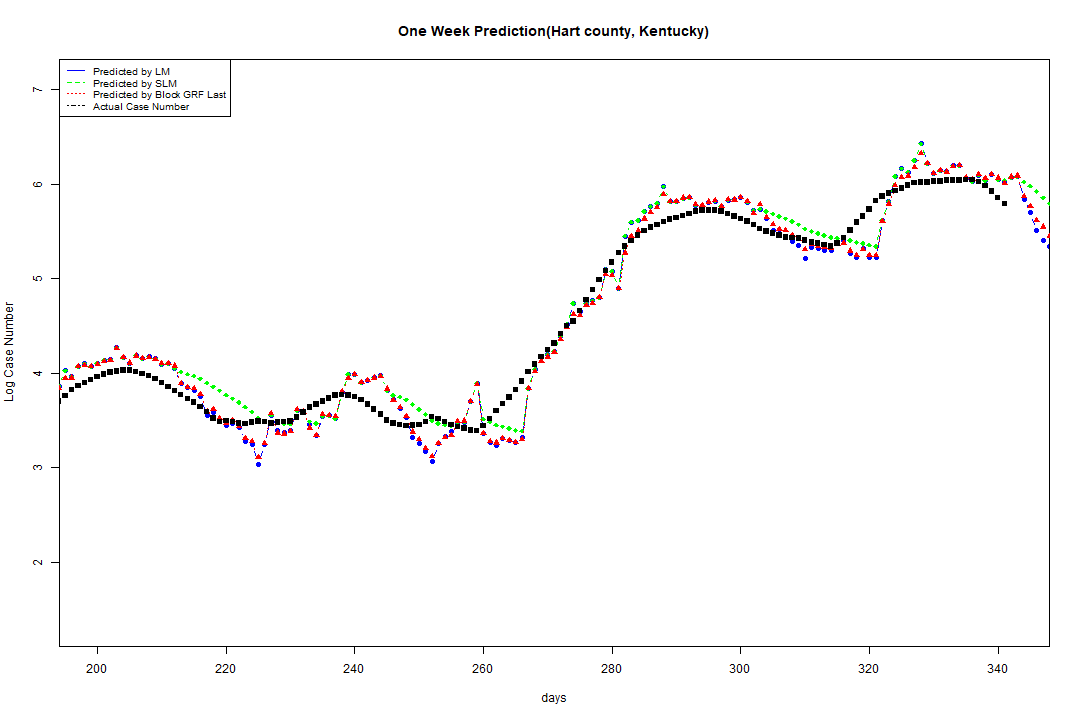 One Week Prediction(Hart county, Kentucky)
Predicted by LM
Predicted by SLM
Predicted by Block GRF Last
Actual Case Number
7
6
5
4
3
2
Log Case Number
200 220 240 260 280 300 320 340
days